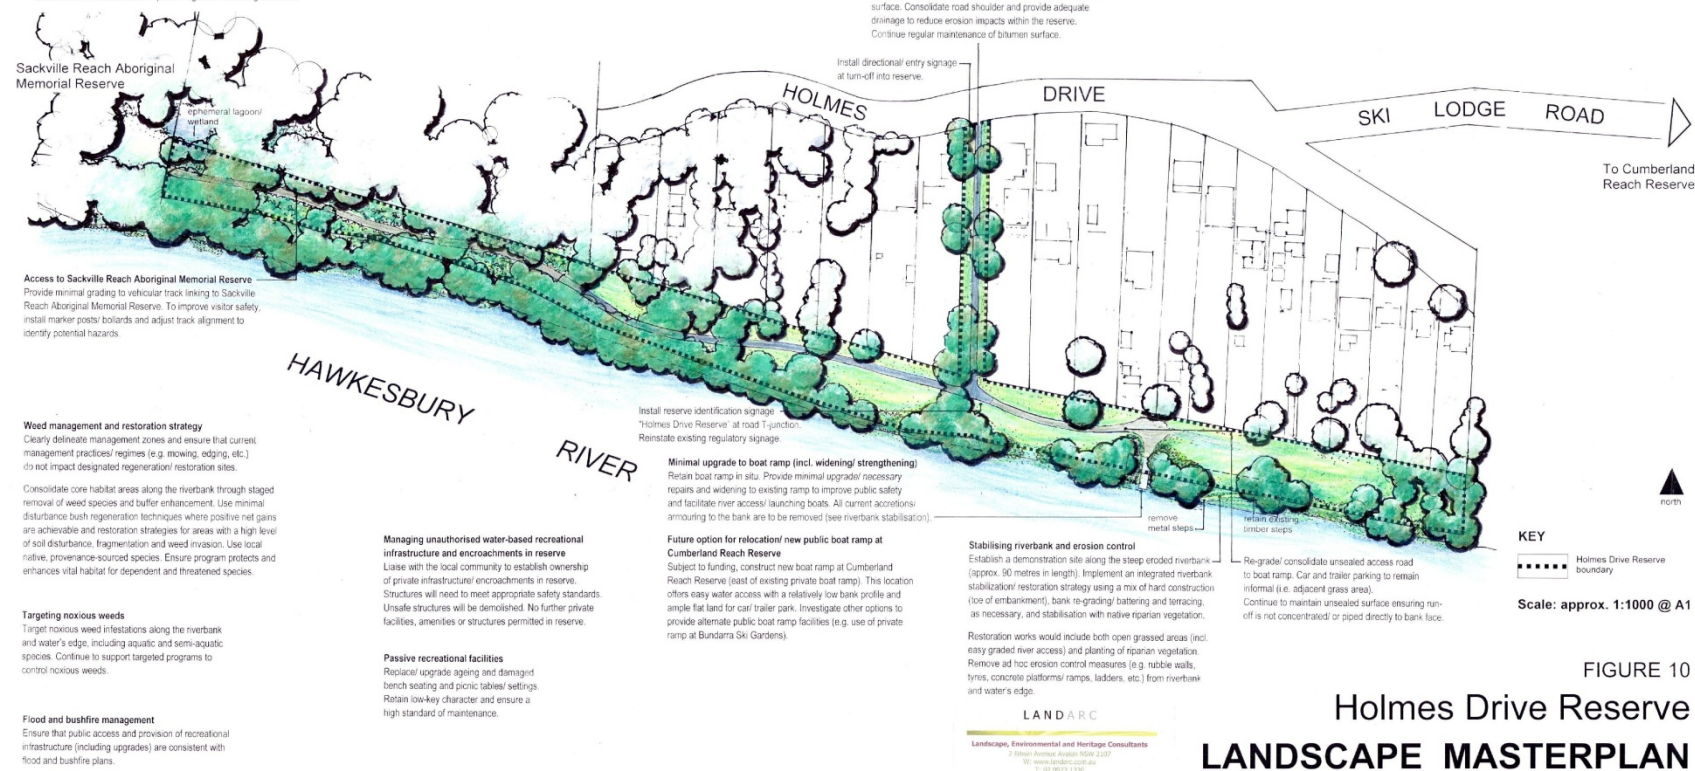 surface. Consolidate road shoulder and provide adequate
drainage to reduce erosion impacts within the reserve.
Continue regular maintenance of bitumen surface.
Install directional/ entry signage
at turn-off into reserve.
Sackville Reach Aboriginal
Memorial Reserve
ephemeral lagoon/
wetland
HOLMES
DRIVE
SKI LODGE ROAD
To Cumberland
Reach Reserve
Access to Sackville Reach Aboriginal Memorial Reserve
Provide minimal grading to vehicular track linking to Sackville
Reach Aboriginal Memorial Reserve. To improve visitor safety,
install marker posts/ bollards and adjust track alignment to
identify potential hazards.
HAWKESBURY
RIVER
Weed management and restoration strategy
Clearly delineate management zones and ensure that current
management practices/ regimes (e.g. mowing, edging, etc.)
do not impact designated regeneration/ restoration sites.
Consolidate core habitat areas along the riverbank through staged
removal of weed species and buffer enhancement. Use minimal
disturbance bush regeneration techniques where positive net gains
are achievable and restoration strategies for areas with a high level
of soil disturbance, fragmentation and weed invasion. Use local
native, provenance-sourced species. Ensure program protects and
enhances vital habitat for dependent and threatened species.
Targeting noxious weeds
Target noxious weed infestations along the riverbank
and water's edge, including aquatic and semi-aquatic
species. Continue to support targeted programs to
control noxious weeds.
Flood and bushfire management
Ensure that public access and provision of recreational
infrastructure (including upgrades) are consistent with
flood and bushfire plans.
Managing unauthorised water-based recreational
infrastructure and encroachments in reserve
Liaise with the local community to establish ownership
of private infrastructure/ encroachments in reserve.
Structures will need to meet appropriate safety standards.
Unsafe structures will be demolished. No further private
facilities, amenities or structures permitted in reserve.
Passive recreational facilities
Replace/ upgrade ageing and damaged
bench seating and picnic tables/ settings.
Retain low-key character and ensure a
high standard of maintenance.
Install reserve identification signage
"Holmes Drive Reserve" at road T-junction.
Reinstate existing regulatory signage.
Minimal upgrade to boat ramp (incl. widening/ strengthening)
Retain boat ramp in situ. Provide minimal upgrade/ necessary
repairs and widening to existing ramp to improve public safety
and facilitate river access/ launching boats. All current accretions/
armouring to the bank are to be removed (see riverbank stabilisation).
Future option for relocation/ new public boat ramp at
Cumberland Reach Reserve
Subject to funding, construct new boat ramp at Cumberland
Reach Reserve (east of existing private boat ramp). This location
offers easy water access with a relatively low bank profile and
ample flat land for car/ trailer park. Investigate other options to
provide alternate public boat ramp facilities (e.g. use of private
ramp at Bundarra Ski Gardens).
remove
metal steps
retain existing
timber steps
Stabilising riverbank and erosion control
Establish a demonstration site along the steep eroded riverbank
(approx. 90 metres in length). Implement an integrated riverbank
stabilization/ restoration strategy using a mix of hard construction
(toe of embankment), bank re-grading/ battering and terracing,
as necessary, and stabilisation with native riparian vegetation.
Restoration works would include both open grassed areas (incl.
easy graded river access) and planting of riparian vegetation.
Remove ad hoc erosion control measures (e.g. rubble walls,
tyres, concrete platforms/ ramps, ladders, etc.) from riverbank
and water's edge.
Re-grade/ consolidate unsealed access road
to boat ramp. Car and trailer parking to remain
informal (i.e. adjacent grass area).
Continue to maintain unsealed surface ensuring run-
off is not concentrated/ or piped directly to bank face.
north
KEY
Holmes Drive Reserve
boundary
Scale: approx. 1:1000 @ A1
LANDARC
Landscape, Environmental and Heritage Consultants
Avenue Avalon NSW 2107
W: www.landarc.com.au
FIGURE 10
Holmes Drive Reserve
LANDSCAPE MASTERPLAN